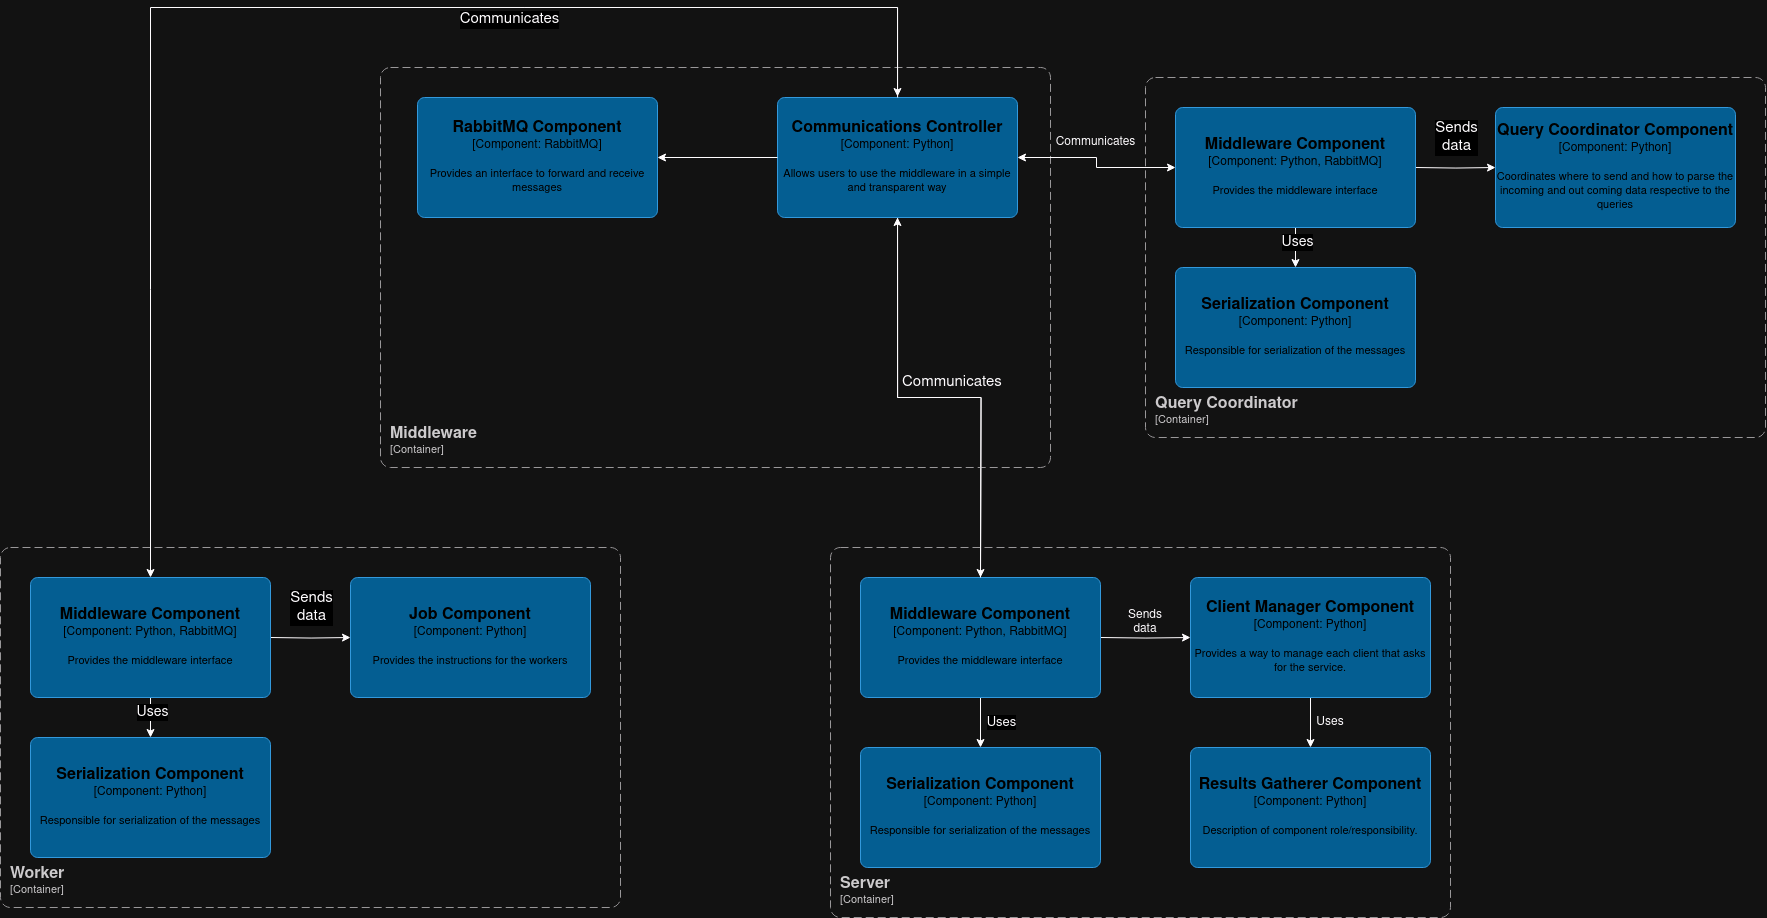 Communicates
RabbitMQ Component
[Component: RabbitMQ]
Provides an interface to forward and receive
messages
Communications Controller
[Component: Python]
Allows users to use the middleware in a simple
and transparent way
Communicates
Communicates
Middleware
[Container]
Middleware Component
[Component: Python, RabbitMQ]
Provides the middleware interface
Sends
data
Query Coordinator Component
[Component: Python]
Coordinates where to send and how to parse the
incoming and out coming data respective to the
queries
Uses
Serialization Component
[Component: Python]
Responsible for serialization of the messages
Query Coordinator
[Container]
Middleware Component
[Component: Python, RabbitMQ]
Provides the middleware interface
Sends
data
Job Component
[Component: Python]
Provides the instructions for the workers
Uses
Serialization Component
[Component: Python]
Responsible for serialization of the messages
Worker
[Container]
Middleware Component
[Component: Python, RabbitMQ]
Provides the middleware interface
Sends
data
Client Manager Component
[Component: Python]
Provides a way to manage each client that asks
for the service.
Uses
Uses
Serialization Component
[Component: Python]
Responsible for serialization of the messages
Results Gatherer Component
[Component: Python]
Description of component role/responsibility.
Server
[Container]